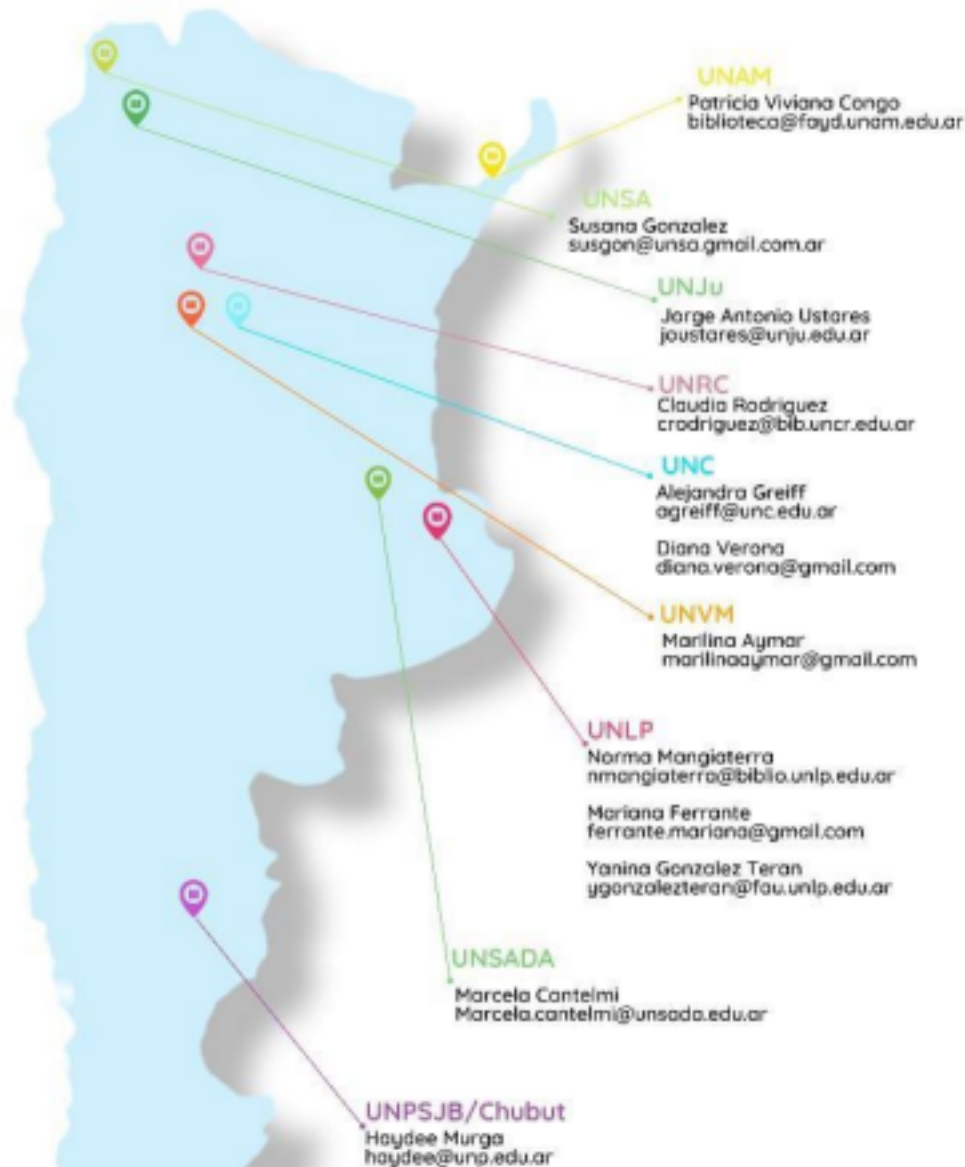 UNAM
Patricia Viviana Congo
biblioteca@fayd.unam.edu.ar
UNSA
Susana Gonzalez
susgon@unsa.gmail.com.ar
UNJu
Jorge Antonio Ustares
joustares@unju.edu.ar
UNRC
Claudia Rodriguez
crodriguez@bib.uncr.edu.ar
UNC
Alejandra Greiff
agreiff@unc.edu.ar
Diana Verona
diana.verona@gmail.com
UNVM
Marilina Aymar
marilinaaymar@gmail.com
UNLP
Norma Mangiaterra
nmangiaterra@biblio.unlp.edu.ar
Mariana Ferrante
ferrante.mariana@gmail.com
Yanina Gonzalez Teran
ygonzalezteran@fau.unlp.edu.ar
UNSADA
Marcela Cantelmi
Marcela.cantelmi@unsada.edu.ar
UNPSJB/Chubut
Haydee Murga
haydee@unp.edu.ar